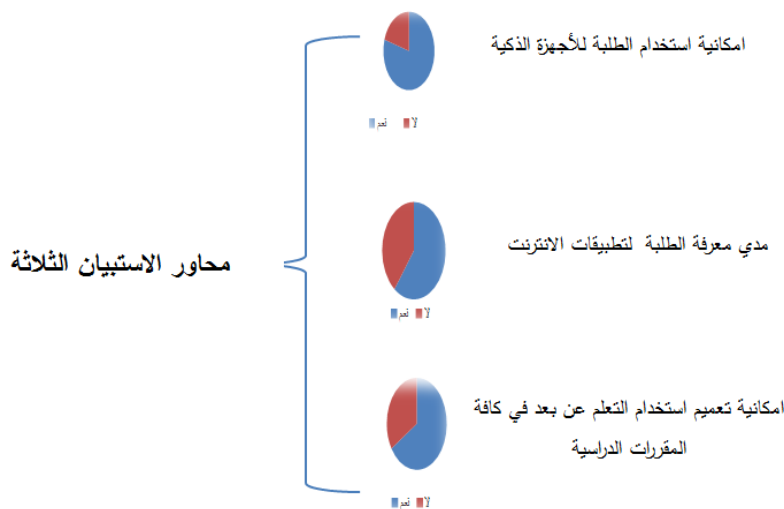 امكانية استخدام الطلبة للأجهزة الذكية
لا نعم
مدي معرفة الطلبة لتطبيقات الانترنت
محاور الاستبيان الثلاثة
لا نعم
امكانية تعميم استخدام التعلم عن بعد في كافة
المقررات الدراسية
لا نعم